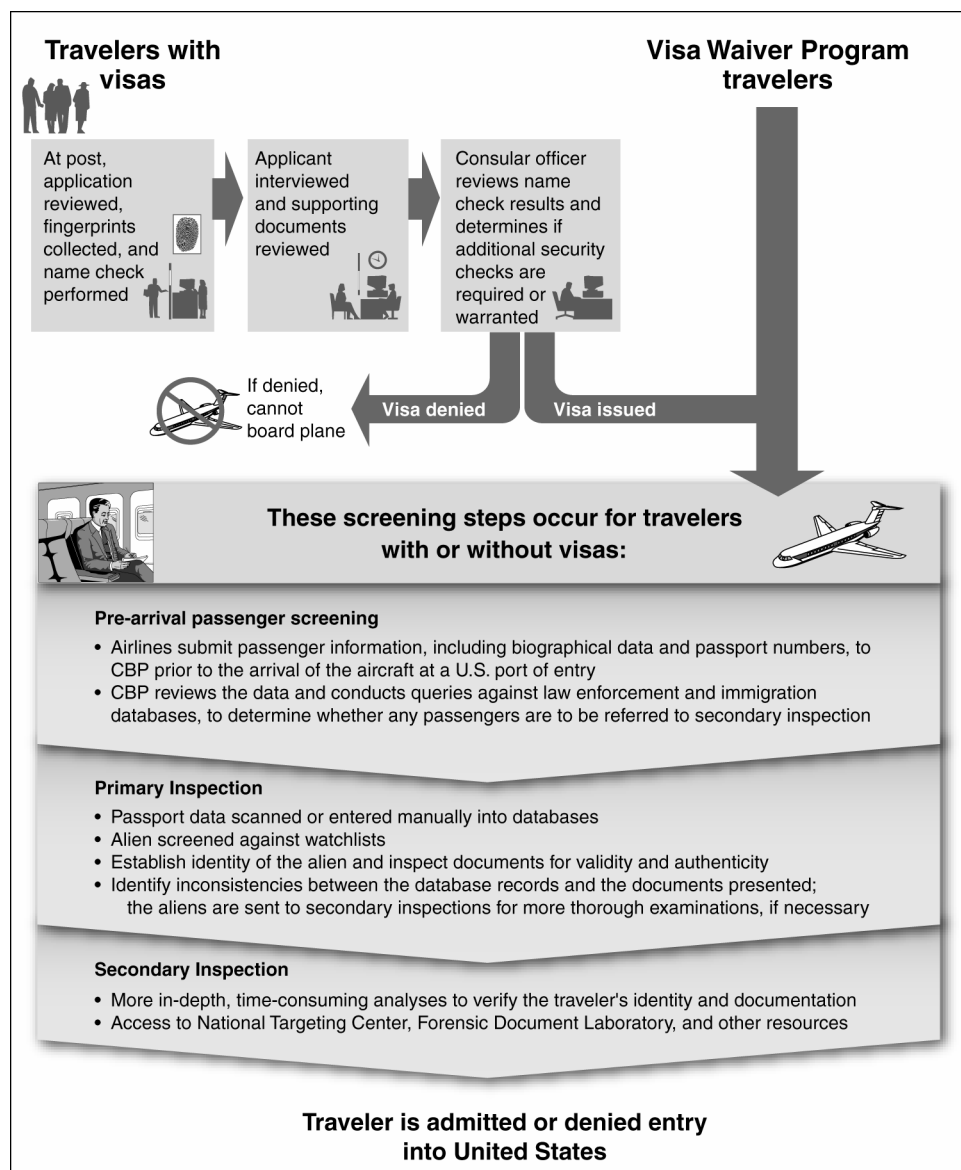 Travelers with
visas
Visa Waiver Program
travelers
At post,
application
reviewed,
fingerprints
collected, and
name check
performed
Applicant
interviewed
and supporting
documents
reviewed
Consular officer
reviews name
check results and
determines if
additional security
checks are
required or
warranted
If denied,
cannot
board plane
Visa denied
Visa issued
These screening steps occur for travelers
with or without visas:
Pre-arrival passenger screening
• Airlines submit passenger information, including biographical data and passport numbers, to
CBP prior to the arrival of the aircraft at a U.S. port of entry
• CBP reviews the data and conducts queries against law enforcement and immigration
databases, to determine whether any passengers are to be referred to secondary inspection
Primary Inspection
• Passport data scanned or entered manually into databases
• Alien screened against watchlists
• Establish identity of the alien and inspect documents for validity and authenticity
• Identify inconsistencies between the database records and the documents presented;
the aliens are sent to secondary inspections for more thorough examinations, if necessary
Secondary Inspection
• More in-depth, time-consuming analyses to verify the traveler's identity and documentation
• Access to National Targeting Center, Forensic Document Laboratory, and other resources
Traveler is admitted or denied entry
into United States